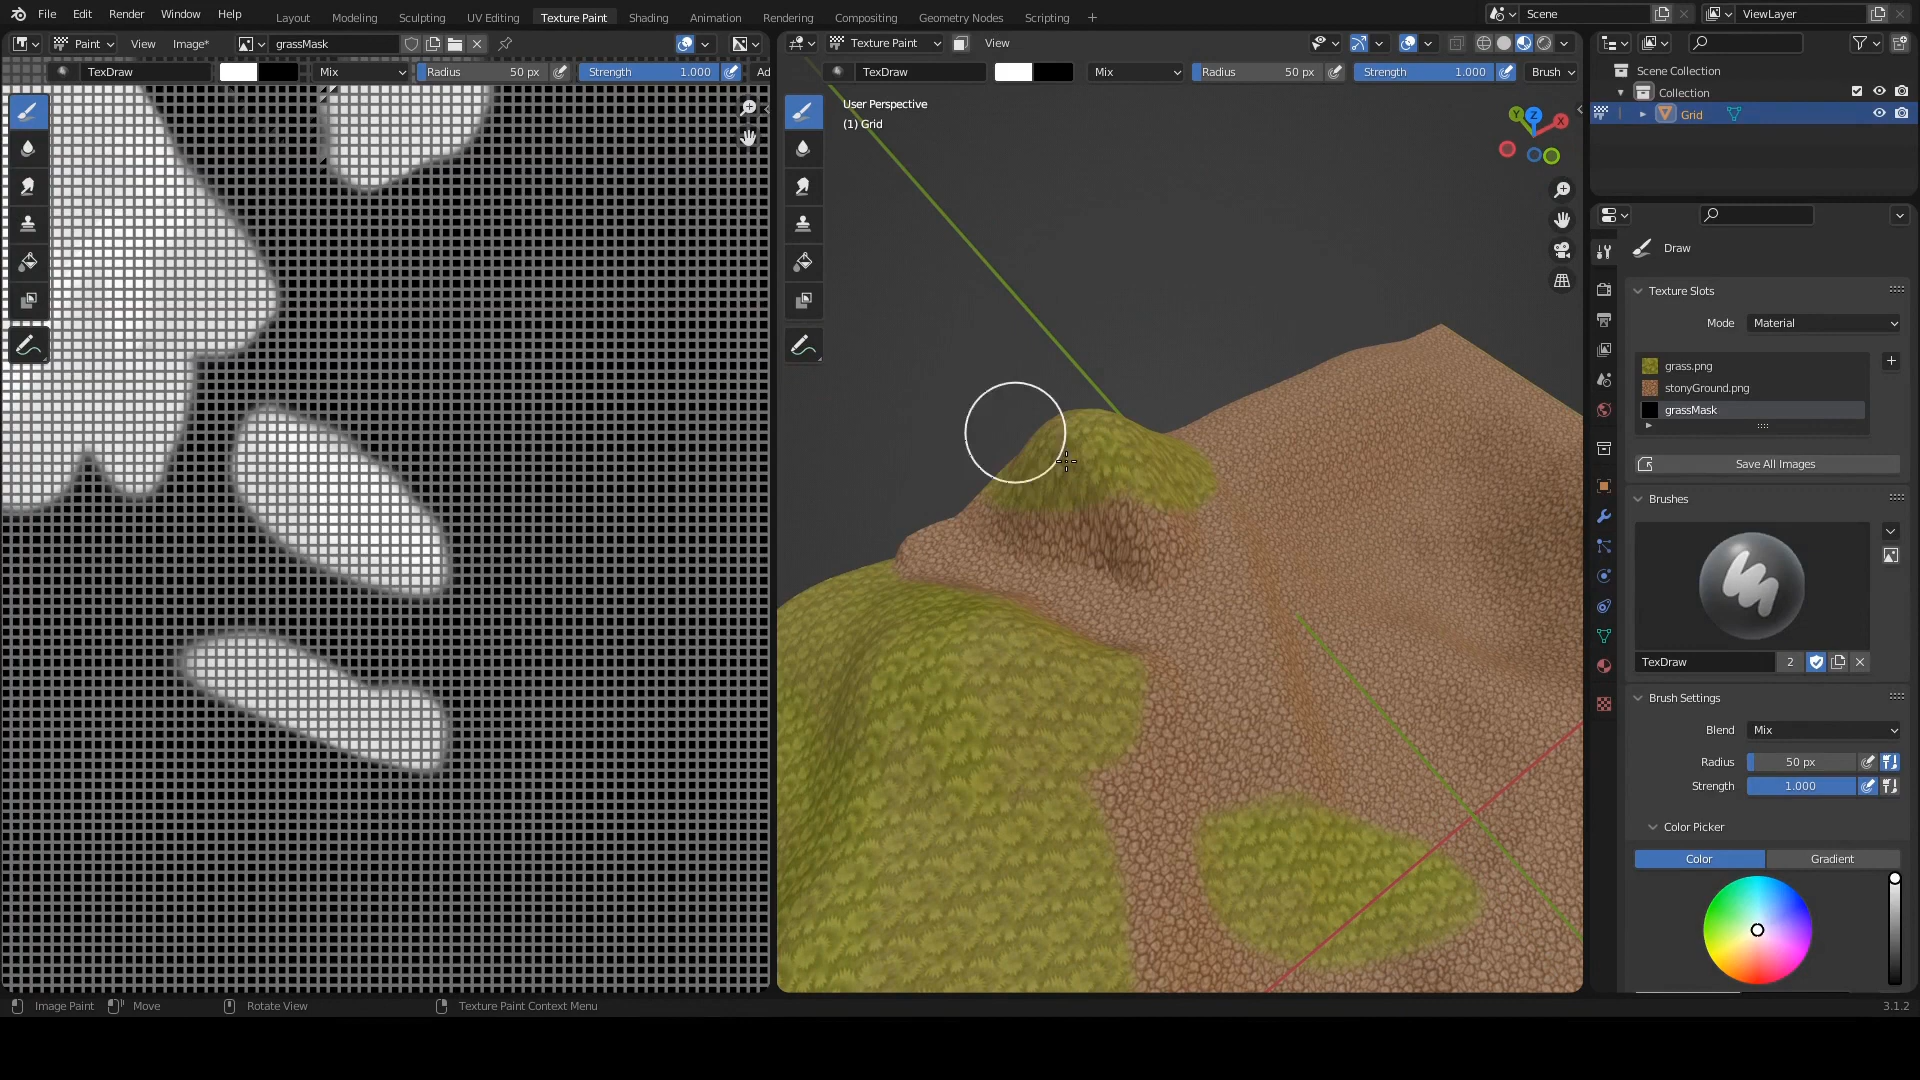 File Edit Render Window Help
Layout Modeling Sculpting UV Editing Texture Paint Shading Animation Rendering Compositing Geometry Nodes Scripting
Scene ViewLayer
Paint View Image* grassMask
Texture Paint View
TexDraw Mix Radius 50 px Strength 1.000 Ad
TexDraw Mix Radius 50 px Strength 1.000 Brush
User Perspective
(1) Grid
Y Z X
Scene Collection
Collection
Grid
Draw
Texture Slots
Mode Material
grass.png
stonyGround.png
grassMask
Save All Images
Brushes
TexDraw 2
Brush Settings
Blend Mix
Radius 50 px
Strength 1.000
Color Picker
Color Gradient
Image Paint Move Rotate View Texture Paint Context Menu 3.1.2